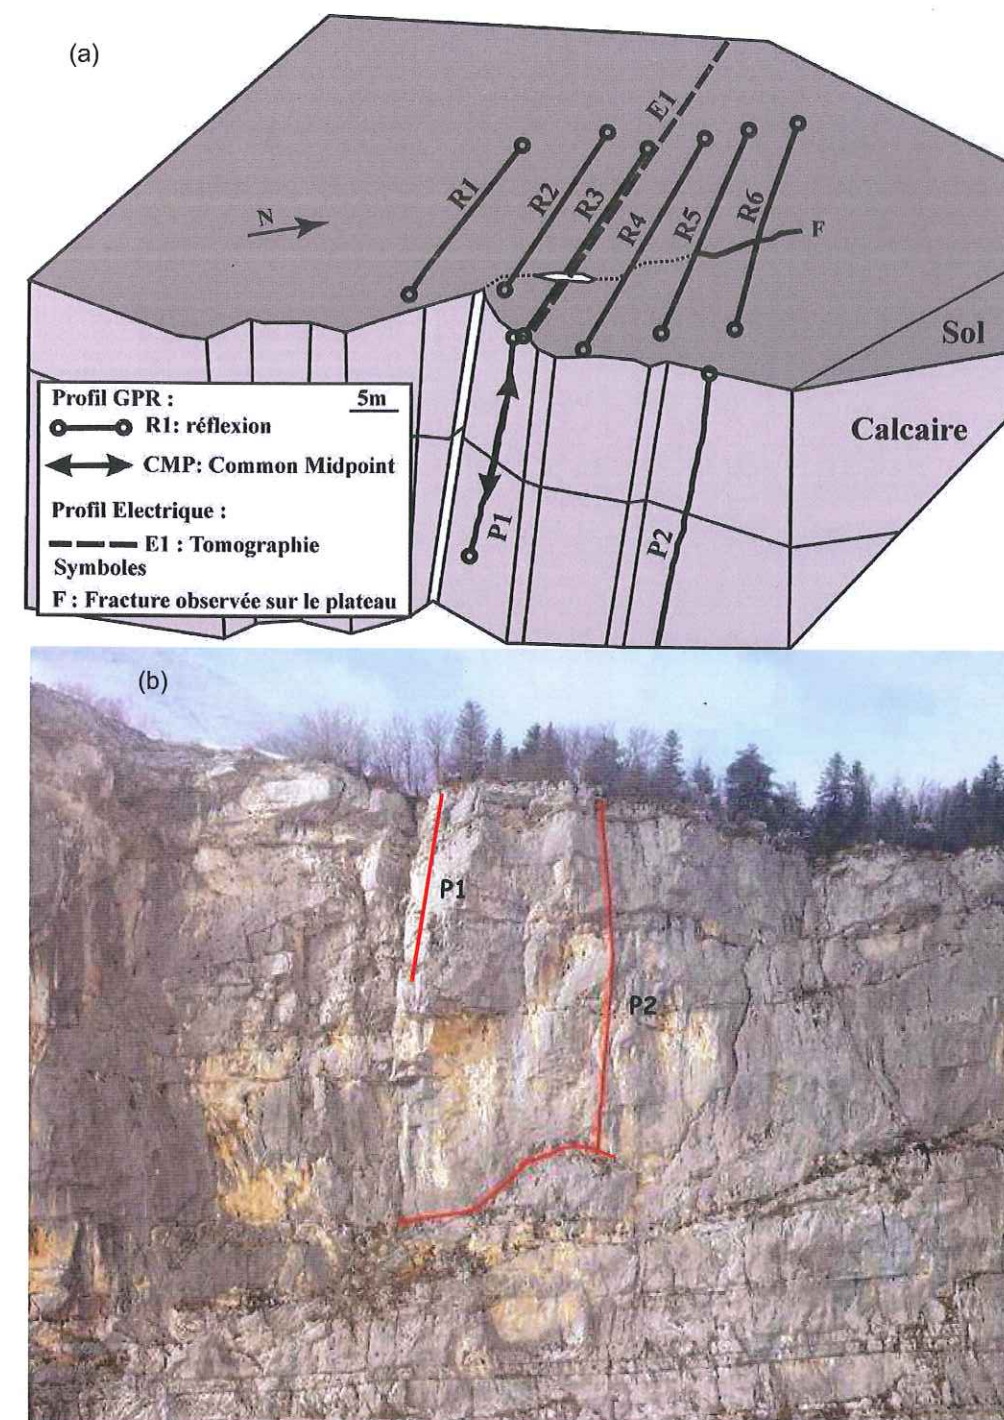 (a)
E1
R1
R2
R3
R4
R5
R6
N
F
Sol
Calcaire
Profil GPR :
5m
R1: réflexion
CMP: Common Midpoint
Profil Electrique :
E1 : Tomographie
Symboles
F : Fracture observée sur le plateau
P1
P2
(b)
P1
P2